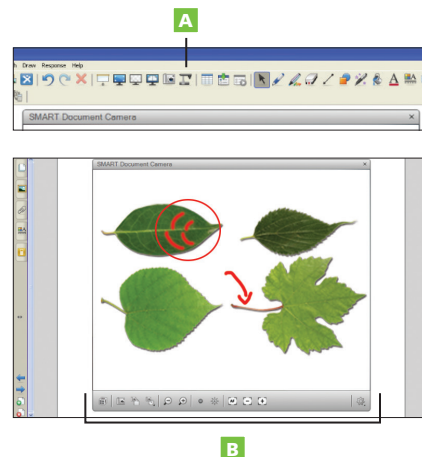 A
Draw Response Help
SMART Document Camera
SMART Document Camera
B